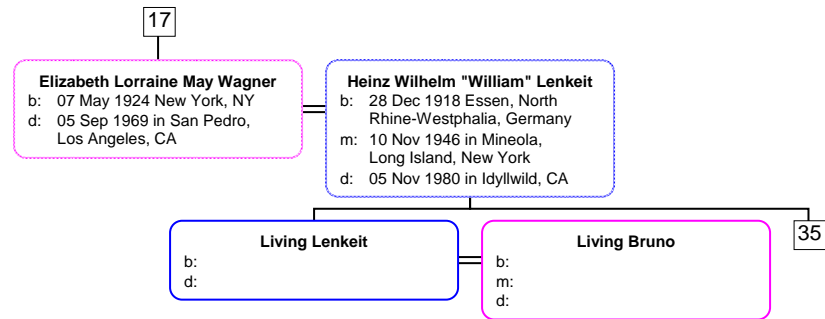 17
Elizabeth Lorraine May Wagner
b: 07 May 1924 New York, NY
d: 05 Sep 1969 in San Pedro,
Los Angeles, CA
Heinz Wilhelm "William" Lenkeit
b: 28 Dec 1918 Essen, North
Rhine-Westphalia, Germany
m: 10 Nov 1946 in Mineola,
Long Island, New York
d: 05 Nov 1980 in Idyllwild, CA
Living Lenkeit
b:
d:
Living Bruno
b:
m:
d:
35